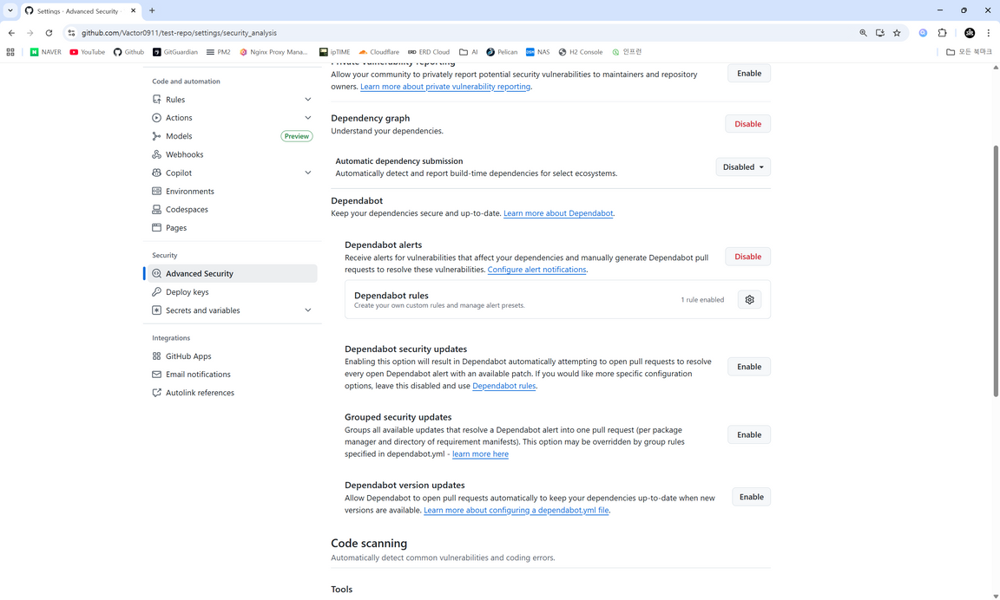 Settings - Advanced Security
github.com/Vactor0911/test-repo/settings/security_analysis
NAVER
YouTube
Github
GitGuardian
PM2
Nginx Proxy Mana...
ipTIME
Cloudflare
ERD ERD Cloud
AI
Pelican
NAS
H2 Console
인프런
모든 북마크
Code and automation
Rules
Actions
Models
Preview
Webhooks
Copilot
Environments
Codespaces
Pages
Security
Advanced Security
Deploy keys
Secrets and variables
Integrations
GitHub Apps
Email notifications
Autolink references
Private vulnerability reporting
Allow your community to privately report potential security vulnerabilities to maintainers and repository
owners. Learn more about private vulnerability reporting.
Enable
Dependency graph
Understand your dependencies.
Disable
Automatic dependency submission
Automatically detect and report build-time dependencies for select ecosystems.
Disabled
Dependabot
Keep your dependencies secure and up-to-date. Learn more about Dependabot.
Dependabot alerts
Receive alerts for vulnerabilities that affect your dependencies and manually generate Dependabot pull
requests to resolve these vulnerabilities. Configure alert notifications.
Disable
Dependabot rules
Create your own custom rules and manage alert presets.
1 rule enabled
Dependabot security updates
Enabling this option will result in Dependabot automatically attempting to open pull requests to resolve
every open Dependabot alert with an available patch. If you would like more specific configuration
options, leave this disabled and use Dependabot rules.
Enable
Grouped security updates
Groups all available updates that resolve a Dependabot alert into one pull request (per package
manager and directory of requirement manifests). This option may be overridden by group rules
specified in dependabot.yml - learn more here
Enable
Dependabot version updates
Allow Dependabot to open pull requests automatically to keep your dependencies up-to-date when new
versions are available. Learn more about configuring a dependabot.yml file.
Enable
Code scanning
Automatically detect common vulnerabilities and coding errors.
Tools